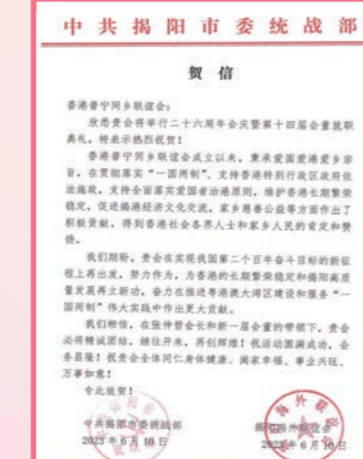 中共揭阳市委统战部
贺信
香港普宁同乡联谊会：
欣悉贵会将举行二十六周年会庆暨第十四届会董就职
典礼，特表示热烈祝贺！
香港普宁同乡联谊会成立以来，秉承爱国爱港爱乡宗
旨，在贯彻落实“一国两制”、支持香港特别行政区政府依
法施政，支持全面落实爱国者治港原则，维护香港长期繁荣
稳定，促进揭港经济文化交流、家乡慈善公益等方面作出了
积极贡献，得到香港社会各界人士和家乡人民的肯定和赞
扬。
我们期盼，贵会在实现我国第二个百年奋斗目标的新征
程上再出发，努力作为，为香港的长期繁荣稳定和揭阳高质
量发展再立新功，奋力在推进粤港澳大湾区建设和服务“一
国两制”伟大实践中作出更大贡献。
我们相信，在张仲哲会长和新一届会董的带领下，贵会
必将精诚团结，继往开来，再创辉煌！祝活动圆满成功，会
务昌隆！祝贵会全体同仁身体健康、阖家幸福、事业兴旺、
万事如意！
专此致贺！
中共揭阳市委统战部
揭阳海外联谊会
2023年6月10日
2023年6月10日